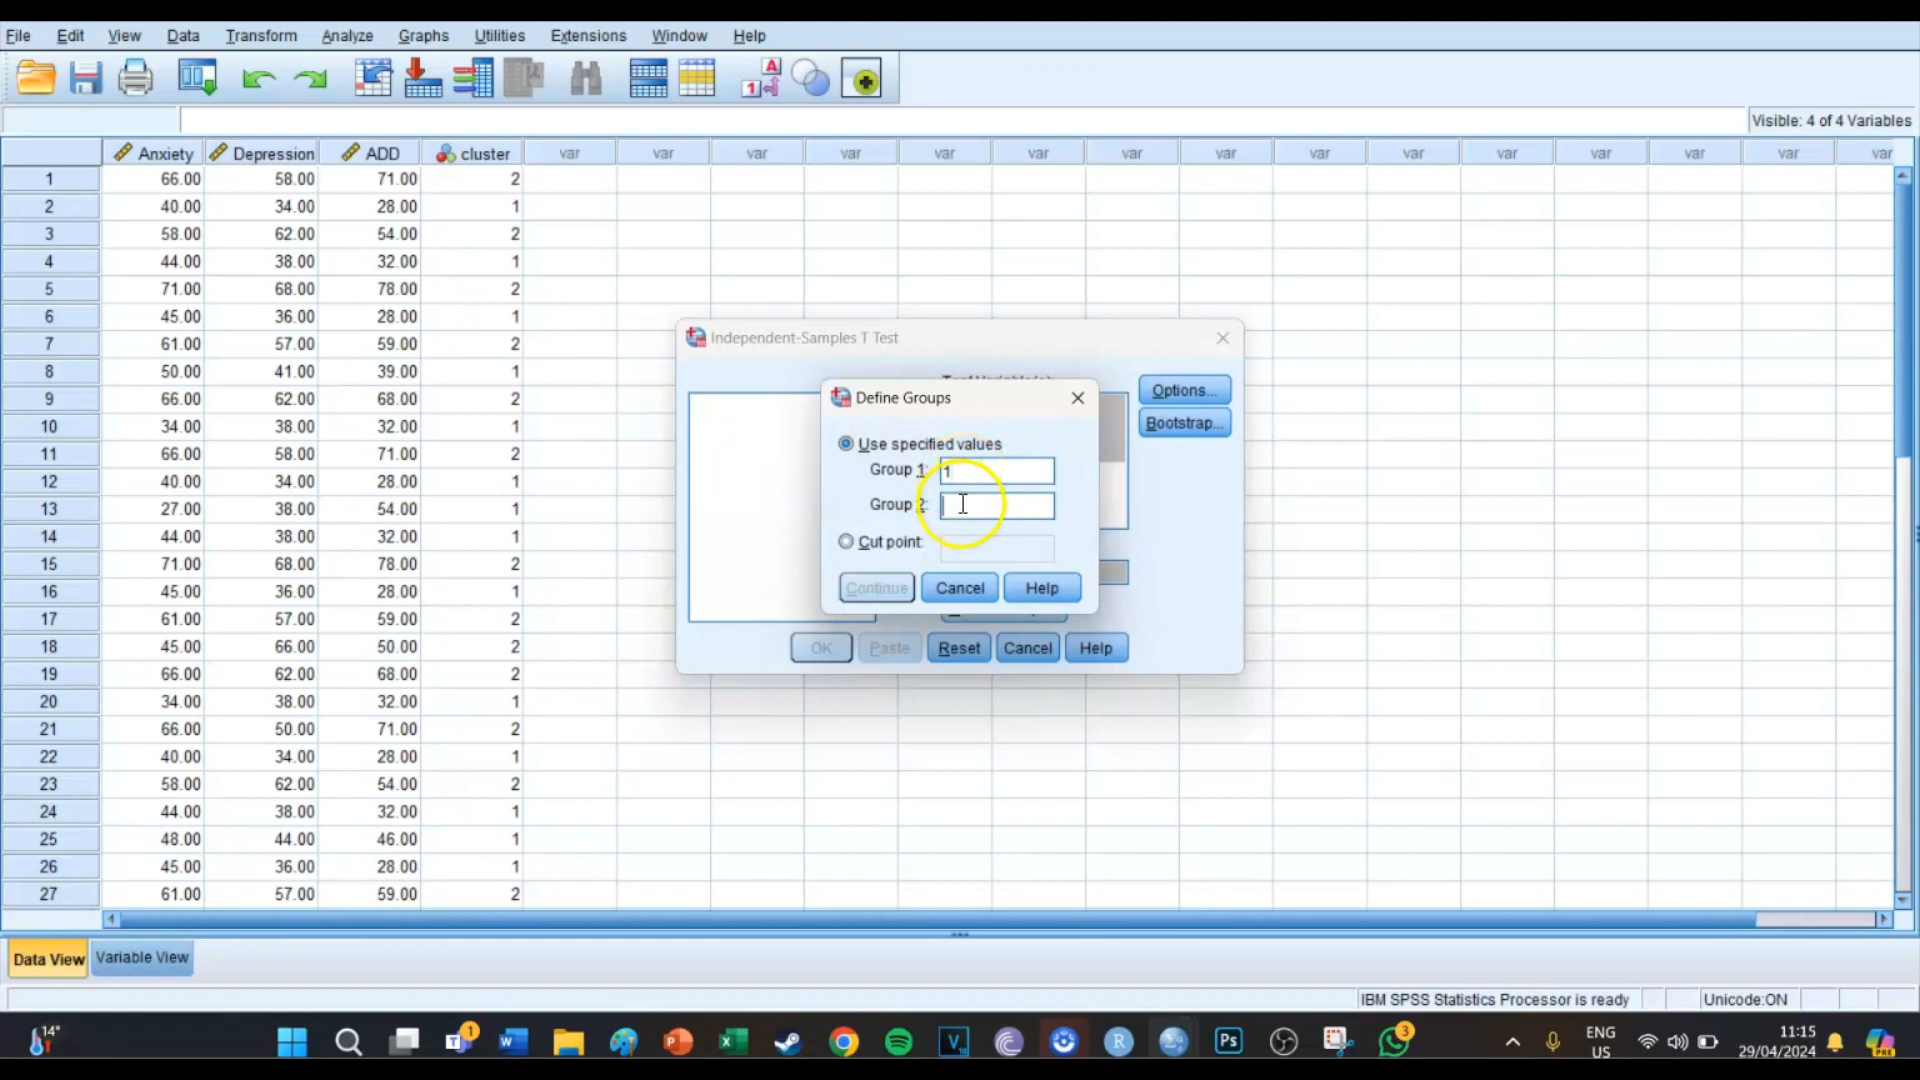 File Edit View Data Transform Analyze Graphs Utilities Extensions Window Help
Visible: 4 of 4 Variables
Anxiety Depression ADD cluster var var var var var var var var var var var var var var var
1 66.00 58.00 71.00 2
2 40.00 34.00 28.00 1
3 58.00 62.00 54.00 2
4 44.00 38.00 32.00 1
5 71.00 68.00 78.00 2
6 45.00 36.00 28.00 1
7 61.00 57.00 59.00 2
8 50.00 41.00 39.00 1
9 66.00 62.00 68.00 2
10 34.00 38.00 32.00 1
11 66.00 58.00 71.00 2
12 40.00 34.00 28.00 1
13 27.00 38.00 54.00 1
14 44.00 38.00 32.00 1
15 71.00 68.00 78.00 2
16 45.00 36.00 28.00 1
17 61.00 57.00 59.00 2
18 45.00 66.00 50.00 2
19 66.00 62.00 68.00 2
20 34.00 38.00 32.00 1
21 66.00 50.00 71.00 2
22 40.00 34.00 28.00 1
23 58.00 62.00 54.00 2
24 44.00 38.00 32.00 1
25 48.00 44.00 46.00 1
26 45.00 36.00 28.00 1
27 61.00 57.00 59.00 2
Independent-Samples T Test
Options...
Bootstrap...
Define Groups
Use specified values
Group 1: 1
Group 2:
Cut point:
Continue Cancel Help
OK Paste Reset Cancel Help
Data View Variable View
IBM SPSS Statistics Processor is ready Unicode:ON
14°
1
3
ENG
US
11:15
29/04/2024